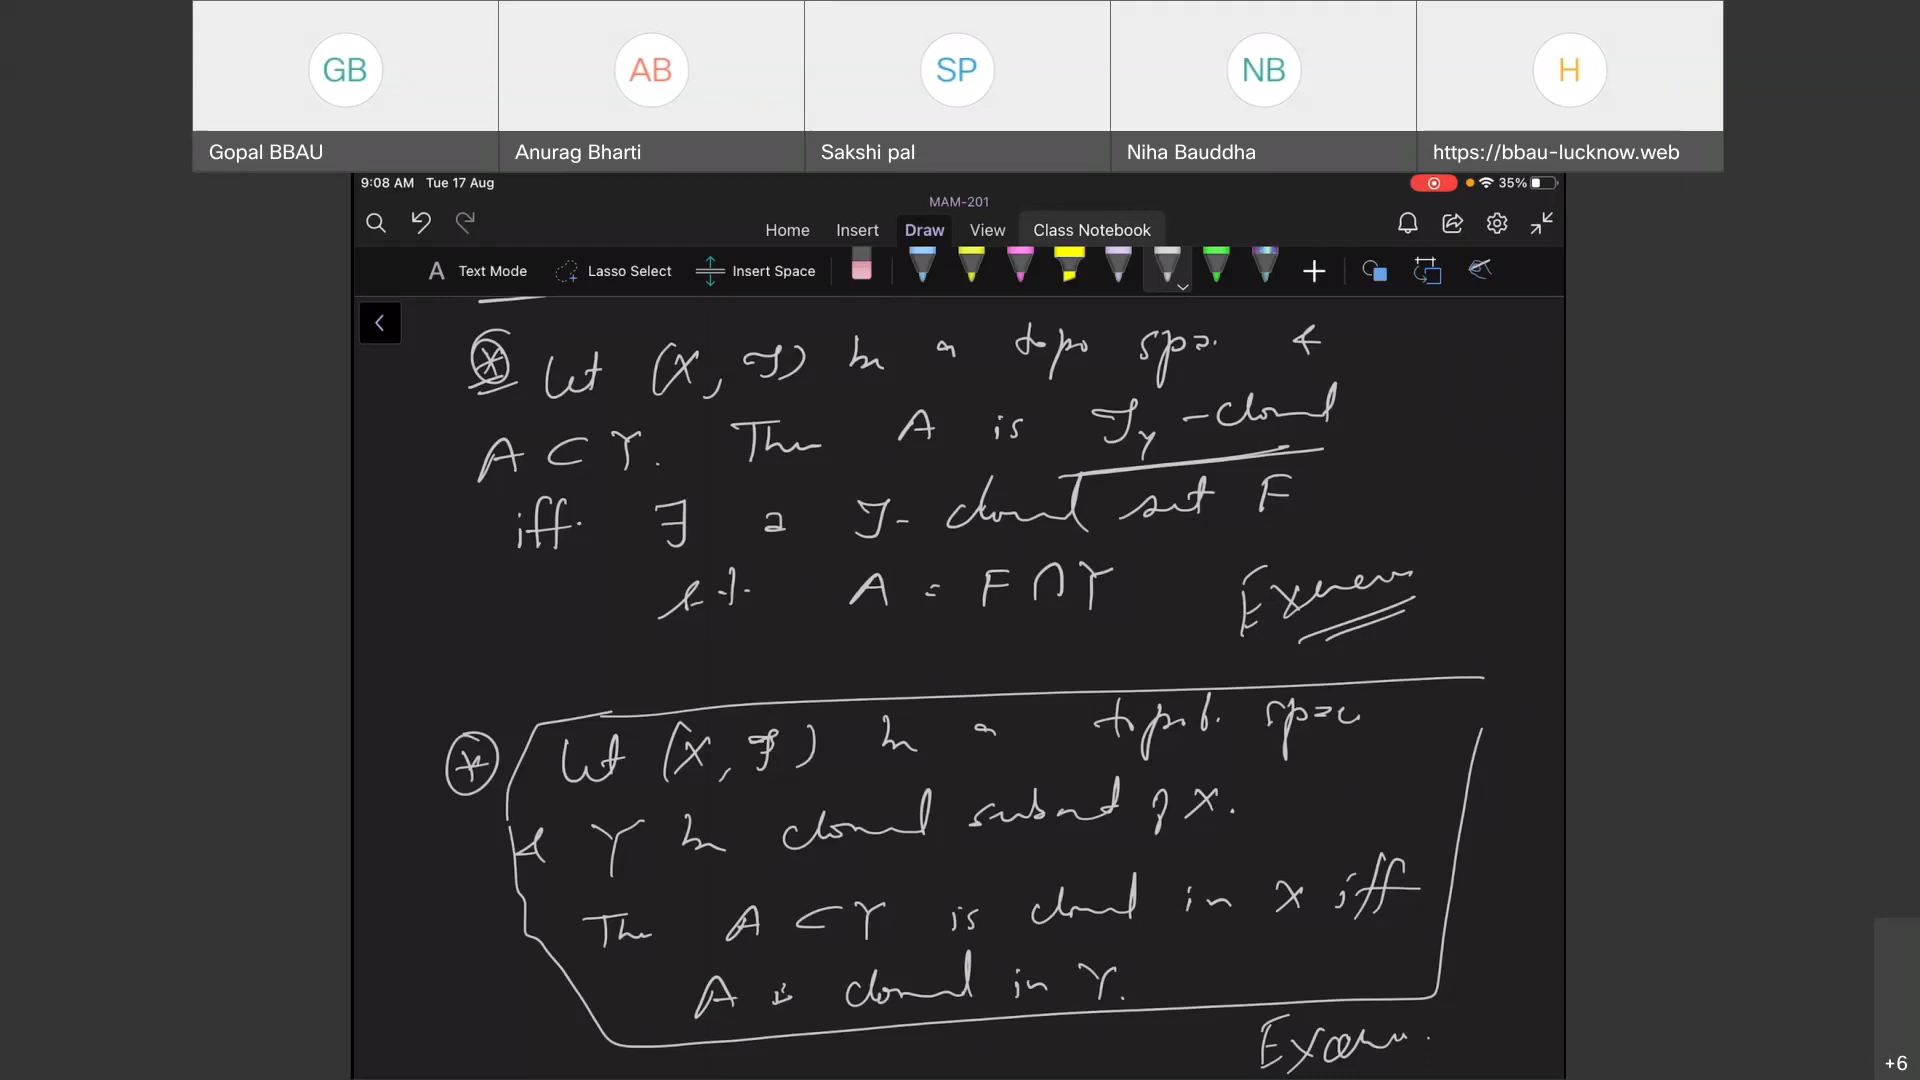 GB
AB
SP
NB
H
Gopal BBAU
Anurag Bharti
Sakshi pal
Niha Bauddha
https://bbau-lucknow.web
9:08 AM Tue 17 Aug
35%
MAM-201
Home Insert Draw View Class Notebook
A Text Mode Lasso Select Insert Space
Let (X, T) be a topo space &
A ⊂ Y. Then A is T_Y - closed
iff. ∃ a T- closed set F
s.t. A = F ∩ Y Exercise
Let (X, T) be a topol. space
& Y be closed subset of X.
Then A ⊂ Y is closed in X iff
A is closed in Y.
Exercise.
+6